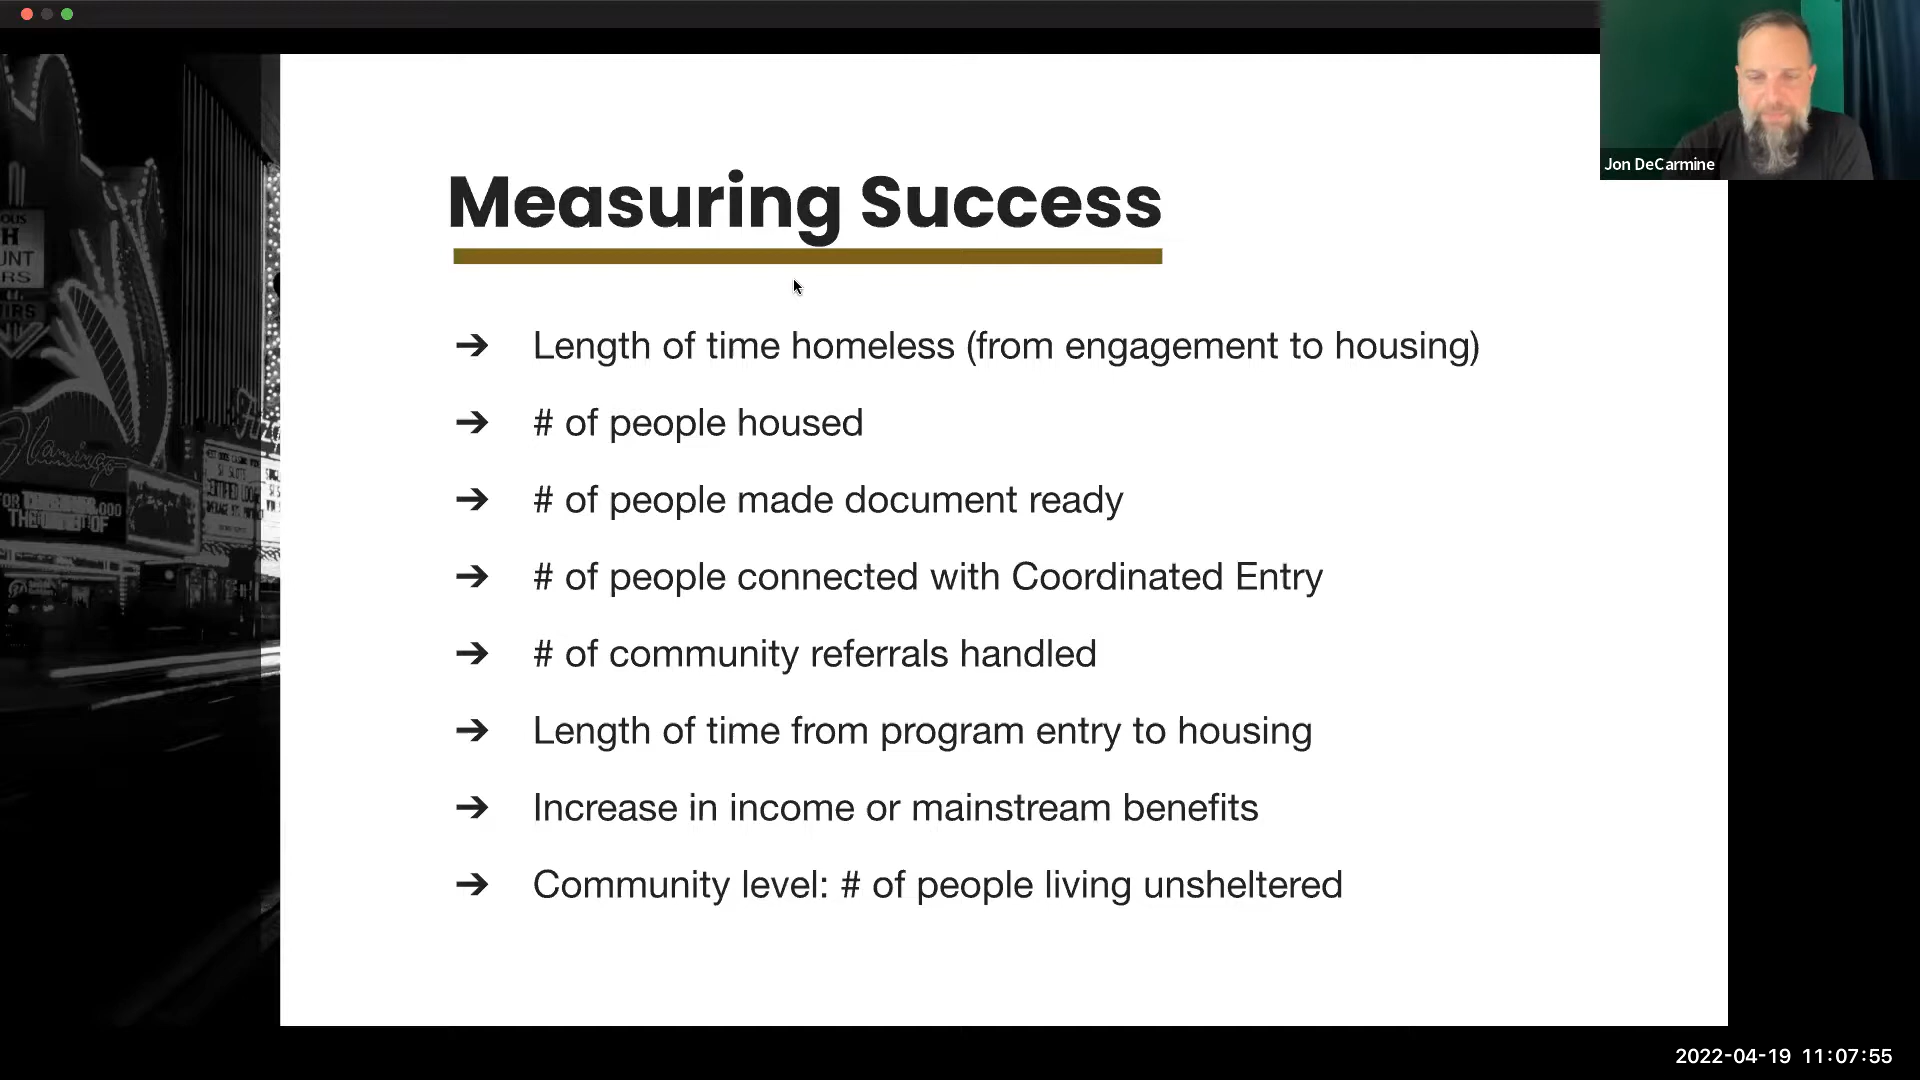 Jon DeCarmine
Measuring Success
➔ Length of time homeless (from engagement to housing)
➔ # of people housed
➔ # of people made document ready
➔ # of people connected with Coordinated Entry
➔ # of community referrals handled
➔ Length of time from program entry to housing
➔ Increase in income or mainstream benefits
➔ Community level: # of people living unsheltered
Flamingo
2022-04-19 11:07:55